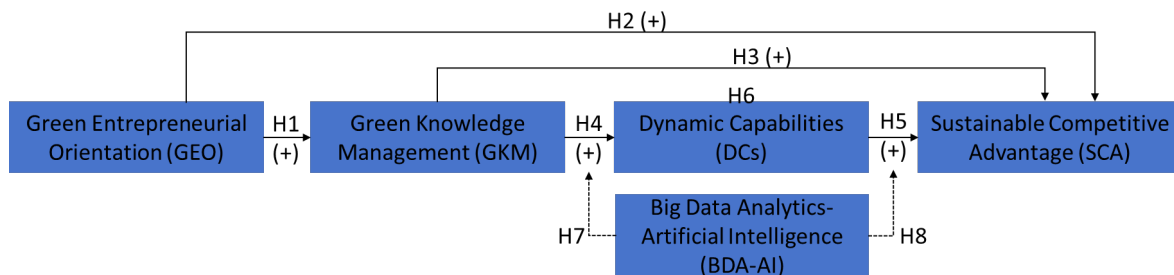 H2 (+)
H3 (+)
H6
Green Entrepreneurial
Orientation (GEO)
H1
(+)
Green Knowledge
Management (GKM)
H4
(+)
Dynamic Capabilities
(DCs)
H5
(+)
Sustainable Competitive
Advantage (SCA)
H7
Big Data Analytics-
Artificial Intelligence
(BDA-AI)
H8